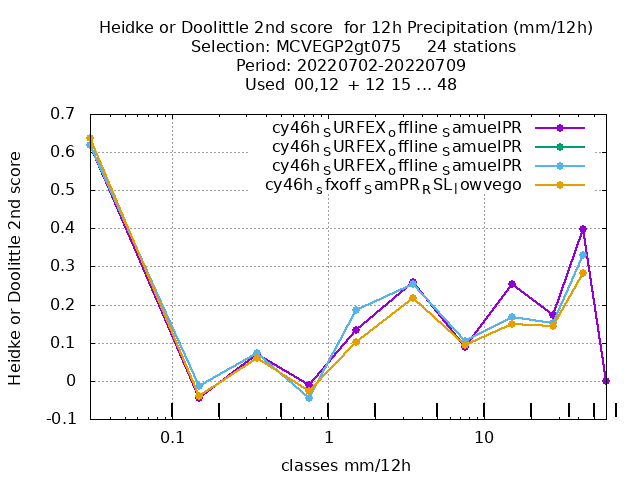 Heidke or Doolittle 2nd score  for 12h Precipitation (mm/12h)
Selection: MCVEGP2gt075     24 stations
Period: 20220702-20220709
Used  00,12  + 12 15 ... 48
Heidke or Doolittle 2nd score
0.7
0.6
0.5
0.4
0.3
0.2
0.1
0
-0.1
cy46h_SURFEX_offline_SamuelPR
cy46h_SURFEX_offline_SamuelPR
cy46h_SURFEX_offline_SamuelPR
cy46h_sfxoff_SamPR_RSL_lowvego
0.1
1
10
classes mm/12h